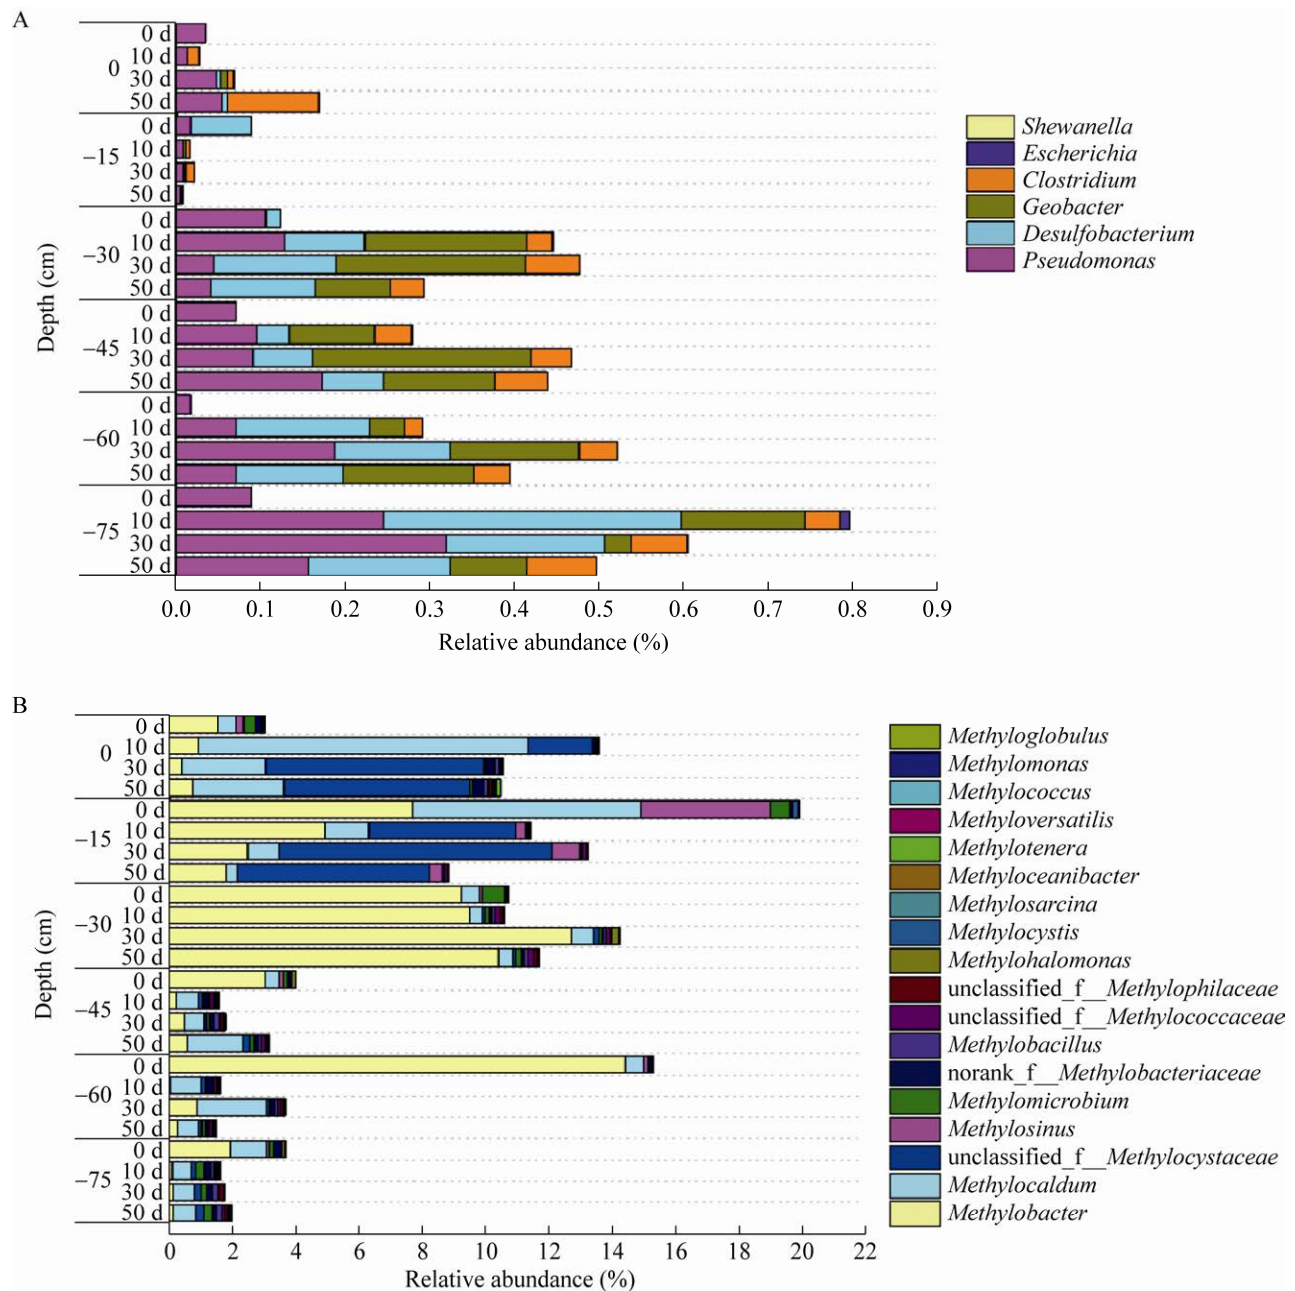 A
0 d
10 d
0
30 d
50 d
0 d
–15
10 d
30 d
50 d
0 d
10 d
–30
30 d
50 d
0 d
10 d
–45
30 d
50 d
0 d
10 d
–60
30 d
50 d
0 d
10 d
–75
30 d
50 d
Depth (cm)
0.0 0.1 0.2 0.3 0.4 0.5 0.6 0.7 0.8 0.9
Relative abundance (%)
Shewanella
Escherichia
Clostridium
Geobacter
Desulfobacterium
Pseudomonas
B
0 d
0
10 d
30 d
50 d
0 d
10 d
–15
30 d
50 d
0 d
10 d
–30
30 d
50 d
0 d
10 d
–45
30 d
50 d
0 d
10 d
–60
30 d
50 d
0 d
10 d
–75
30 d
50 d
Depth (cm)
0 2 4 6 8 10 12 14 16 18 20 22
Relative abundance (%)
Methyloglobulus
Methylomonas
Methylococcus
Methyloversatilis
Methylotenera
Methyloceanibacter
Methylosarcina
Methylocystis
Methylohalomonas
unclassified_f__Methylophilaceae
unclassified_f__Methylococcaceae
Methylobacillus
norank_f__Methylobacteriaceae
Methylomicrobium
Methylosinus
unclassified_f__Methylocystaceae
Methylocaldum
Methylobacter